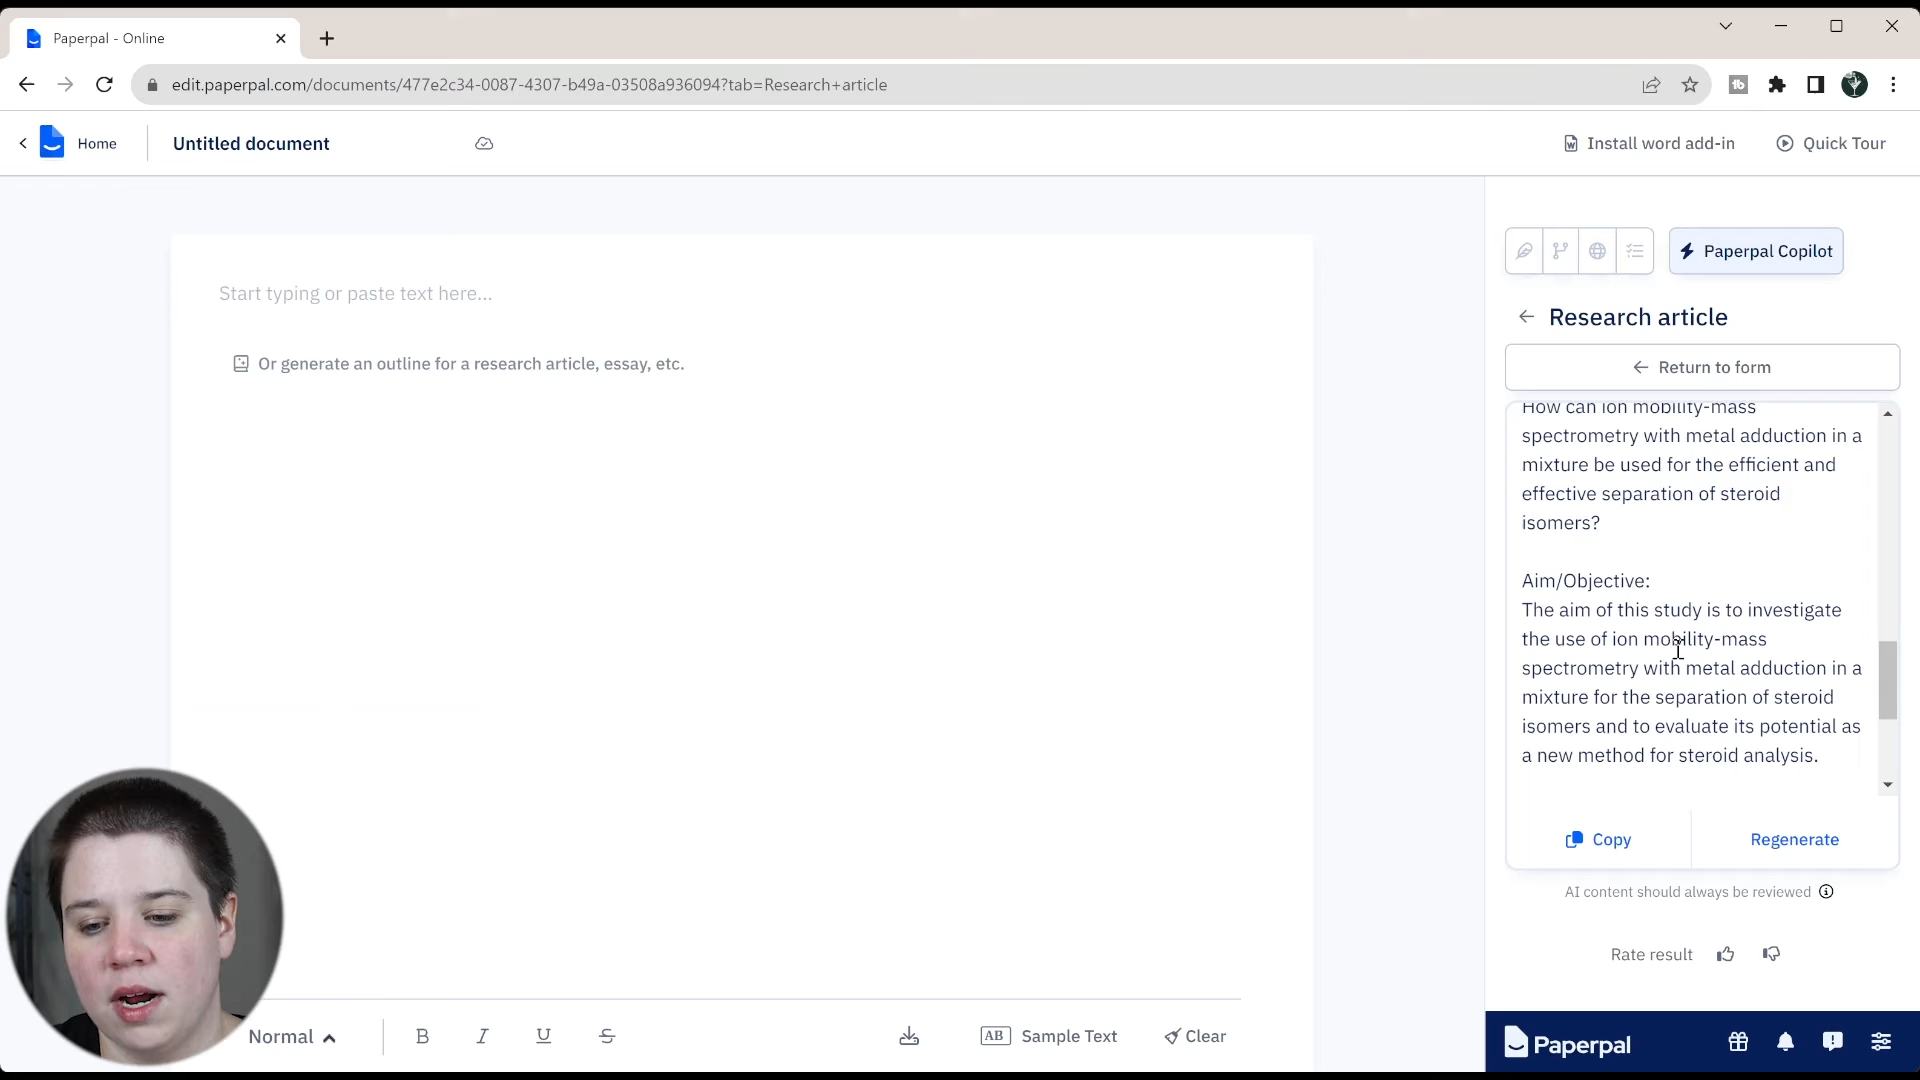 Paperpal - Online
edit.paperpal.com/documents/477e2c34-0087-4307-b49a-03508a936094?tab=Research+article
Home
Untitled document
Install word add-in
Quick Tour
Start typing or paste text here...
Or generate an outline for a research article, essay, etc.
Paperpal Copilot
Research article
Return to form
How can ion mobility-mass
spectrometry with metal adduction in a
mixture be used for the efficient and
effective separation of steroid
isomers?
Aim/Objective:
The aim of this study is to investigate
the use of ion mobility-mass
spectrometry with metal adduction in a
mixture for the separation of steroid
isomers and to evaluate its potential as
a new method for steroid analysis.
Copy
Regenerate
AI content should always be reviewed
Rate result
Normal
B
I
U
S
AB
Sample Text
Clear
Paperpal